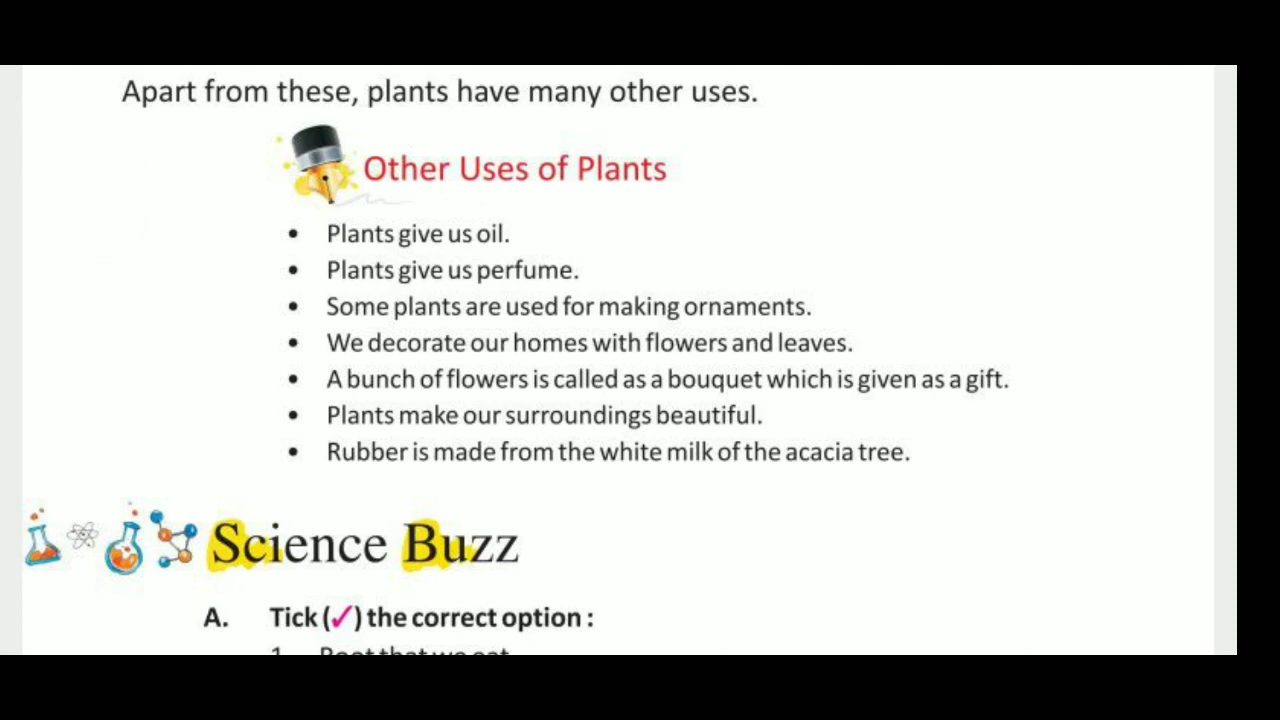 Apart from these, plants have many other uses.
Other Uses of Plants
• Plants give us oil.
• Plants give us perfume.
• Some plants are used for making ornaments.
• We decorate our homes with flowers and leaves.
• A bunch of flowers is called as a bouquet which is given as a gift.
• Plants make our surroundings beautiful.
• Rubber is made from the white milk of the acacia tree.
Science Buzz
A. Tick (✓) the correct option :
1. Root that we eat